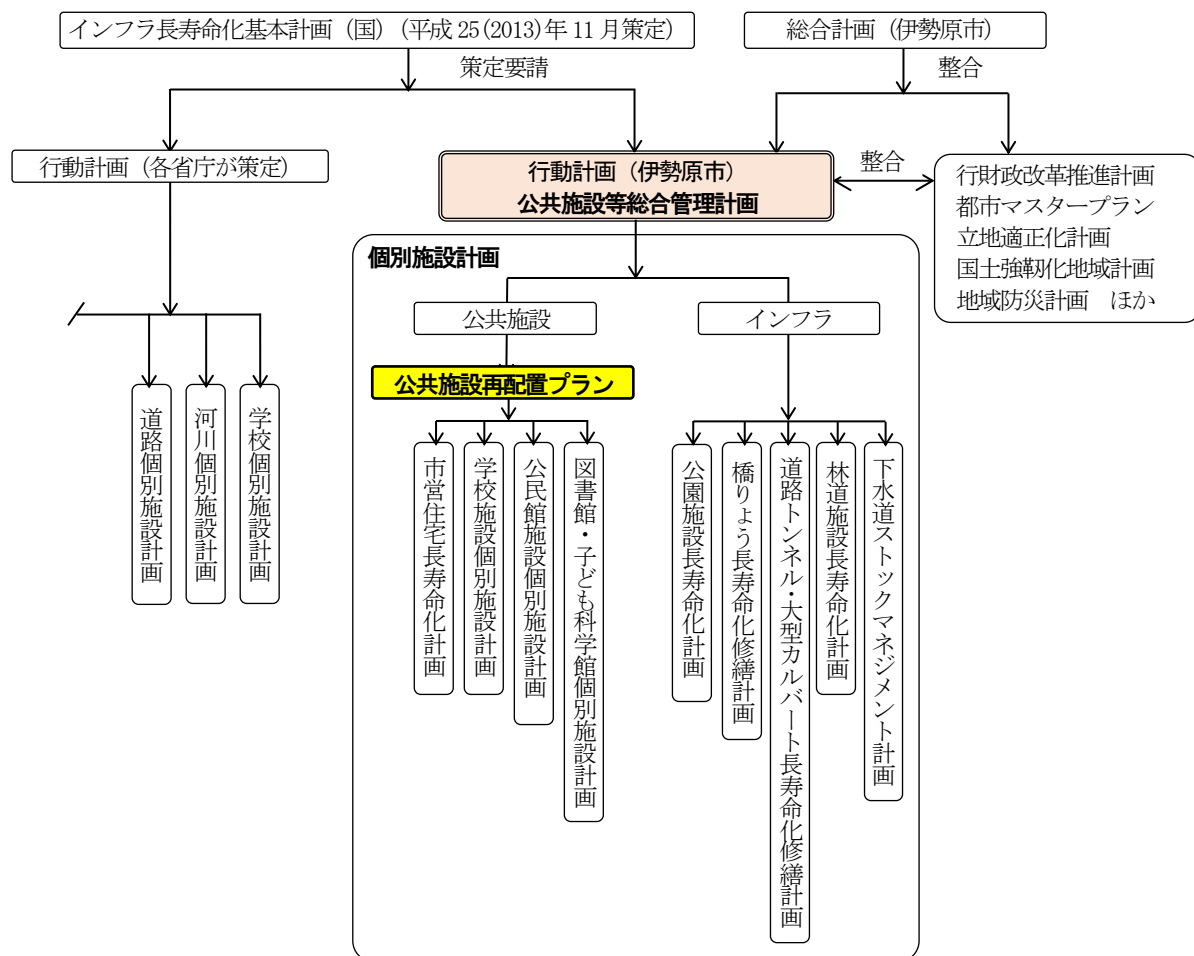 インフラ長寿命化基本計画（国）（平成25(2013)年11月策定）
総合計画（伊勢原市）
策定要請
整合
行動計画（各省庁が策定）
行動計画（伊勢原市）
公共施設等総合管理計画
整合
行財政改革推進計画
都市マスタープラン
立地適正化計画
国土強靱化地域計画
地域防災計画　ほか
個別施設計画
公共施設
インフラ
公共施設再配置プラン
道路個別施設計画
河川個別施設計画
学校個別施設計画
市営住宅長寿命化計画
学校施設個別施設計画
公民館施設個別施設計画
図書館・子ども科学館個別施設計画
公園施設長寿命化計画
橋りょう長寿命化修繕計画
道路トンネル・大型カルバート長寿命化修繕計画
林道施設長寿命化計画
下水道ストックマネジメント計画